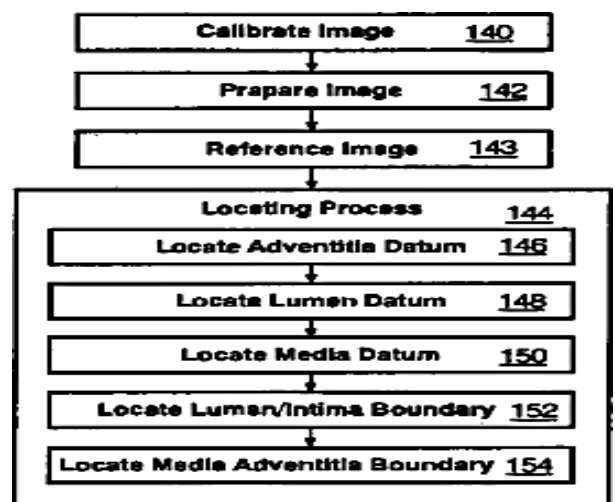 Calibrate Image 140
Prapare Image 142
Reference Image 143
Locating Process 144
Locate Adventitia Datum 146
Locate Lumen Datum 148
Locate Media Datum 150
Locate Lumen/Intima Boundary 152
Locate Media Adventitia Boundary 154